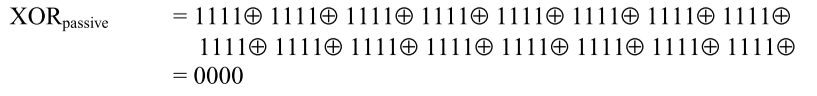 XORpassive = 1111⊕ 1111⊕ 1111⊕ 1111⊕ 1111⊕ 1111⊕ 1111⊕ 1111⊕
1111⊕ 1111⊕ 1111⊕ 1111⊕ 1111⊕ 1111⊕ 1111⊕ 1111⊕
= 0000